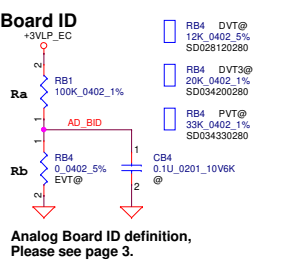 Board ID
+3VLP_EC
2
Ra
RB1
100K_0402_1%
1
AD_BID
1
Rb
RB4
0_0402_5%
EVT@
2
1
CB4
0.1U_0201_10V6K
@
2
RB4 DVT@
12K_0402_5%
SD028120280
RB4 DVT3@
20K_0402_1%
SD034200280
RB4 PVT@
33K_0402_1%
SD034330280
Analog Board ID definition,
Please see page 3.